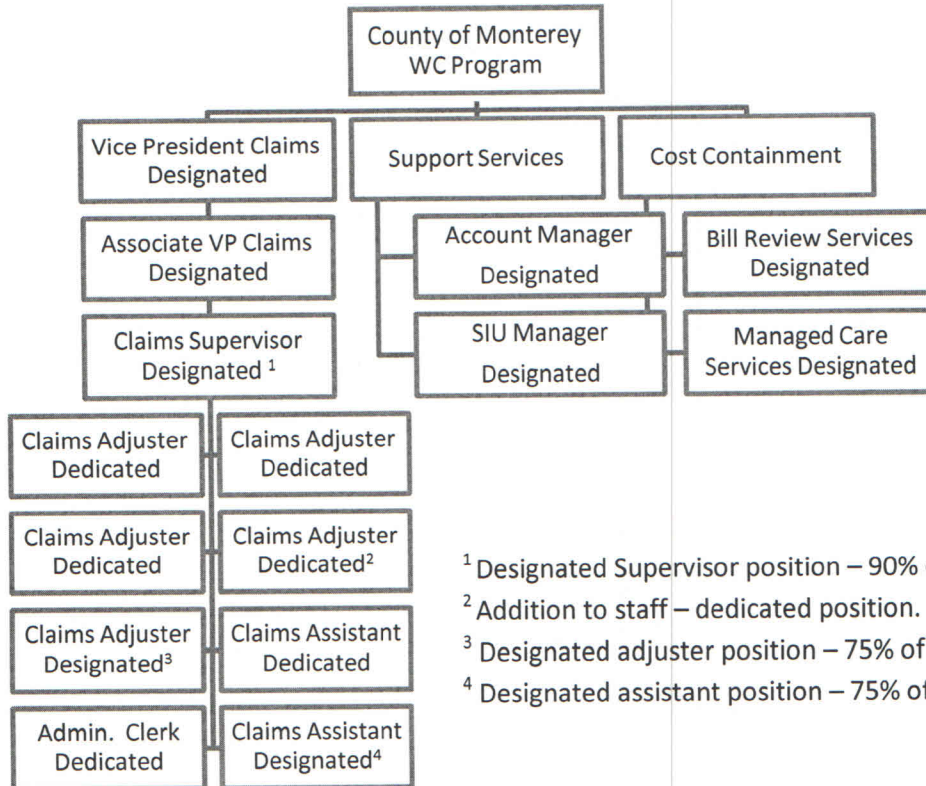 County of Monterey
WC Program
Vice President Claims
Designated
Support Services
Cost Containment
Associate VP Claims
Designated
Account Manager
Designated
Bill Review Services
Designated
Claims Supervisor
Designated ¹
SIU Manager
Designated
Managed Care
Services Designated
Claims Adjuster
Dedicated
Claims Adjuster
Dedicated
Claims Adjuster
Dedicated
Claims Adjuster
Dedicated²
Claims Adjuster
Designated³
Claims Assistant
Dedicated
Admin. Clerk
Dedicated
Claims Assistant
Designated⁴
¹ Designated Supervisor position – 90%
² Addition to staff – dedicated position.
³ Designated adjuster position – 75% of
⁴ Designated assistant position – 75% of